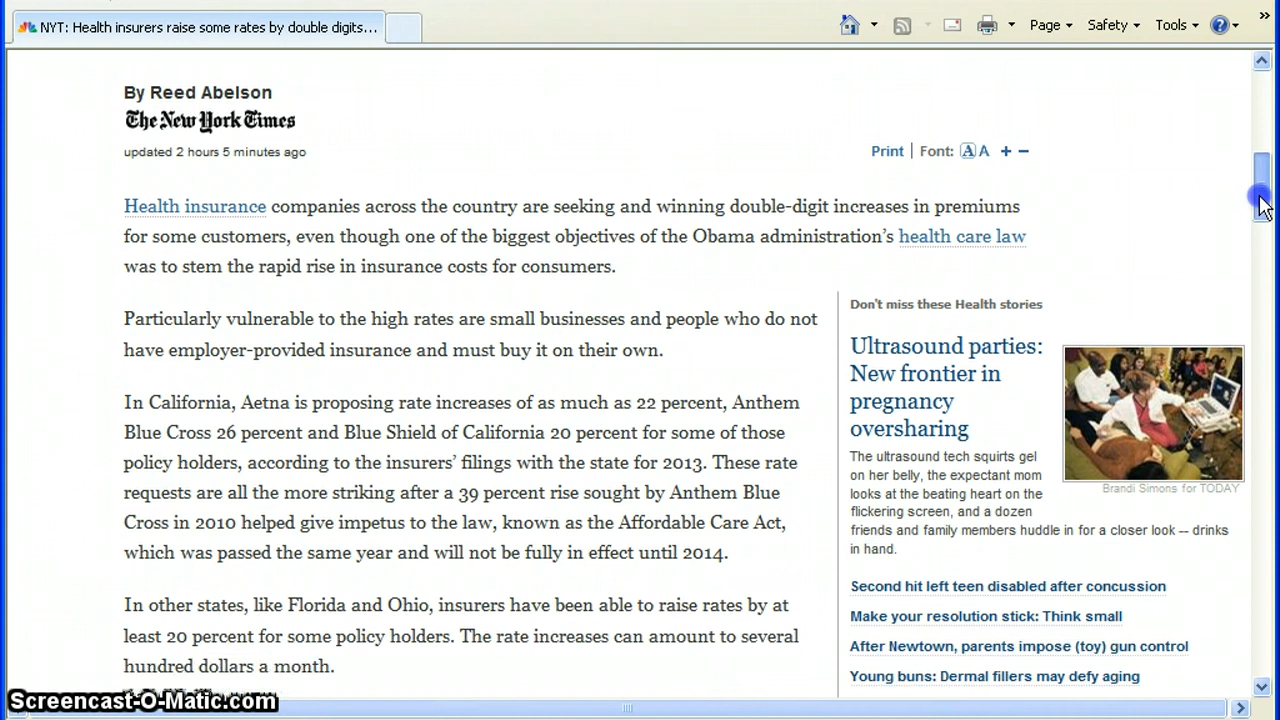 NYT: Health insurers raise some rates by double digits...
Page
Safety
Tools
By Reed Abelson
The New York Times
updated 2 hours 5 minutes ago
Print | Font: A A + −
Health insurance companies across the country are seeking and winning double-digit increases in premiums
for some customers, even though one of the biggest objectives of the Obama administration’s health care law
was to stem the rapid rise in insurance costs for consumers.
Particularly vulnerable to the high rates are small businesses and people who do not
have employer-provided insurance and must buy it on their own.
In California, Aetna is proposing rate increases of as much as 22 percent, Anthem
Blue Cross 26 percent and Blue Shield of California 20 percent for some of those
policy holders, according to the insurers’ filings with the state for 2013. These rate
requests are all the more striking after a 39 percent rise sought by Anthem Blue
Cross in 2010 helped give impetus to the law, known as the Affordable Care Act,
which was passed the same year and will not be fully in effect until 2014.
In other states, like Florida and Ohio, insurers have been able to raise rates by at
least 20 percent for some policy holders. The rate increases can amount to several
hundred dollars a month.
Don't miss these Health stories
Ultrasound parties:
New frontier in
pregnancy
oversharing
Brandi Simons for TODAY
The ultrasound tech squirts gel
on her belly, the expectant mom
looks at the beating heart on the
flickering screen, and a dozen
friends and family members huddle in for a closer look -- drinks
in hand.
Second hit left teen disabled after concussion
Make your resolution stick: Think small
After Newtown, parents impose (toy) gun control
Young buns: Dermal fillers may defy aging
Screencast-O-Matic.com